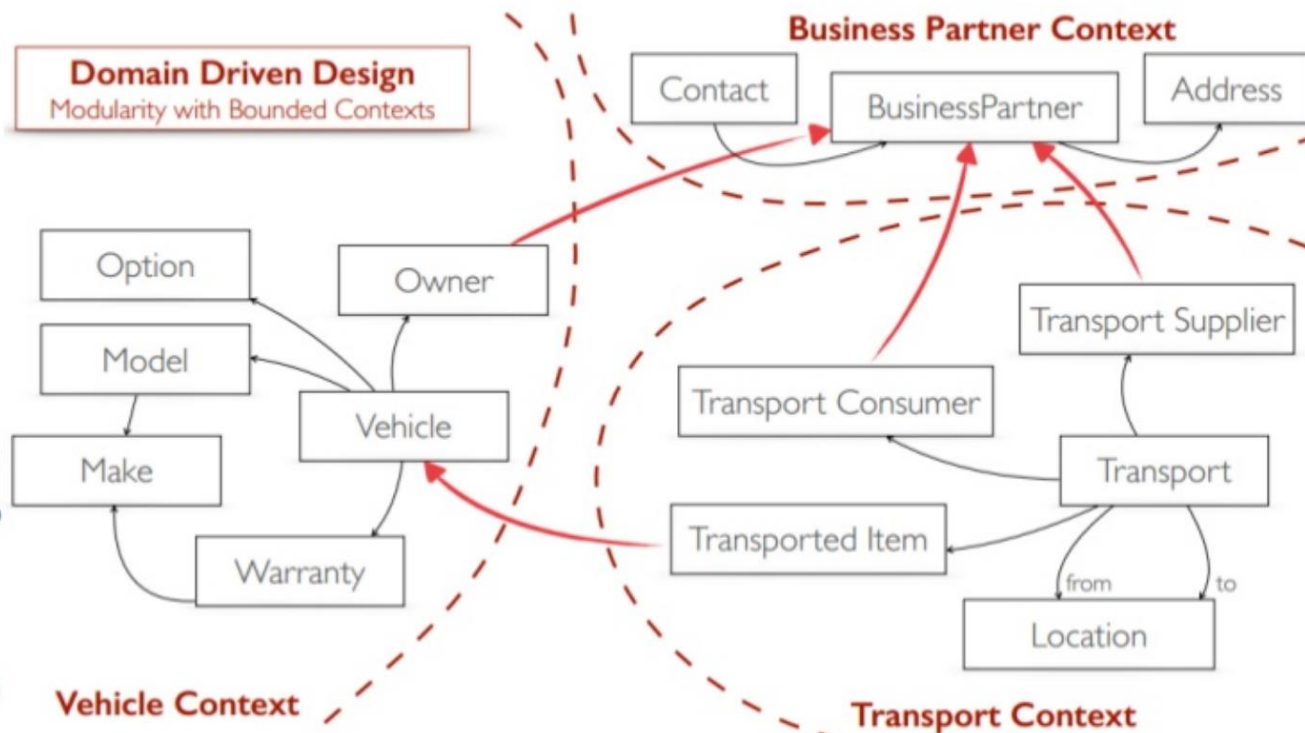 Domain Driven Design
Modularity with Bounded Contexts
Business Partner Context
Contact
BusinessPartner
Address
Option
Owner
Model
Vehicle
Make
Warranty
Vehicle Context
Transport Supplier
Transport Consumer
Transport
Transported Item
from
to
Location
Transport Context